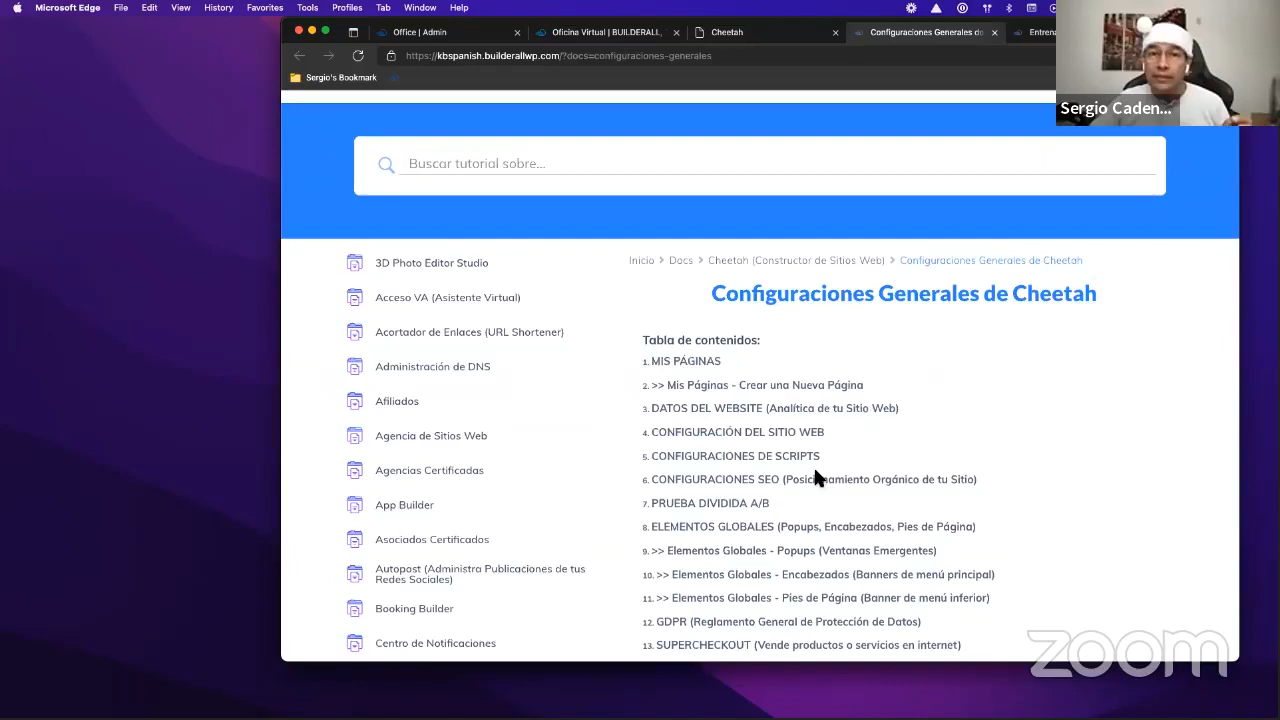 Microsoft Edge File Edit View History Favorites Tools Profiles Tab Window Help
Office | Admin
Oficina Virtual | BUILDERALL,
Cheetah
Configuraciones Generales d
Entrena
https://kbspanish.builderallwp.com/?docs=configuraciones-generales
Sergio's Bookmark
Sergio Caden...
Buscar tutorial sobre...
3D Photo Editor Studio
Acceso VA (Asistente Virtual)
Acortador de Enlaces (URL Shortener)
Administración de DNS
Afiliados
Agencia de Sitios Web
Agencias Certificadas
App Builder
Asociados Certificados
Autopost (Administra Publicaciones de tus
Redes Sociales)
Booking Builder
Centro de Notificaciones
Inicio > Docs > Cheetah (Constructor de Sitios Web) > Configuraciones Generales de Cheetah
Configuraciones Generales de Cheetah
Tabla de contenidos:
1. MIS PÁGINAS
2. >> Mis Páginas - Crear una Nueva Página
3. DATOS DEL WEBSITE (Analítica de tu Sitio Web)
4. CONFIGURACIÓN DEL SITIO WEB
5. CONFIGURACIONES DE SCRIPTS
6. CONFIGURACIONES SEO (Posicionamiento Orgánico de tu Sitio)
7. PRUEBA DIVIDIDA A/B
8. ELEMENTOS GLOBALES (Popups, Encabezados, Pies de Página)
9. >> Elementos Globales - Popups (Ventanas Emergentes)
10. >> Elementos Globales - Encabezados (Banners de menú principal)
11. >> Elementos Globales - Pies de Página (Banner de menú inferior)
12. GDPR (Reglamento General de Protección de Datos)
13. SUPERCHECKOUT (Vende productos o servicios en internet)
zoom